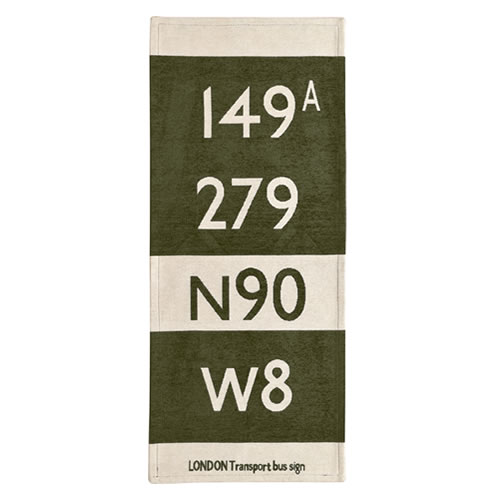 149A
279
N90
W8
LONDON Transport bus sign